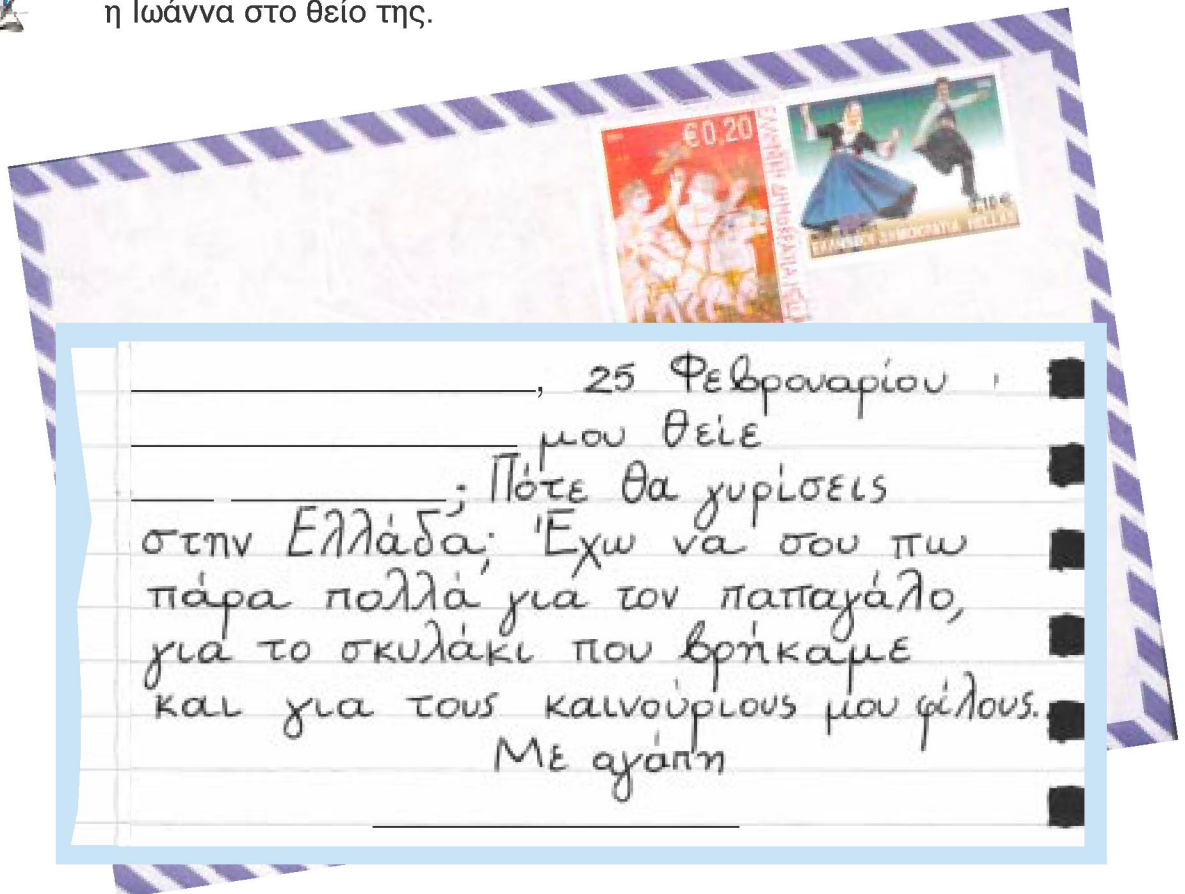 η Ιωάννα στο θείο της.
€0,20
ΕΛΛΗΝΙΚΗ ΔΗΜΟΚΡΑΤΙΑ
ΕΛΛΗΝΙΚΗ ΔΗΜΟΚΡΑΤΙΑ HELLAS
, 25 Φεβρουαρίου
μου θείε
; Πότε θα γυρίσεις
στην Ελλάδα; Έχω να σου πω
πάρα πολλά για τον παπαγάλο,
για το σκυλάκι που βρήκαμε
και για τους καινούριους μου φίλους.
Με αγάπη